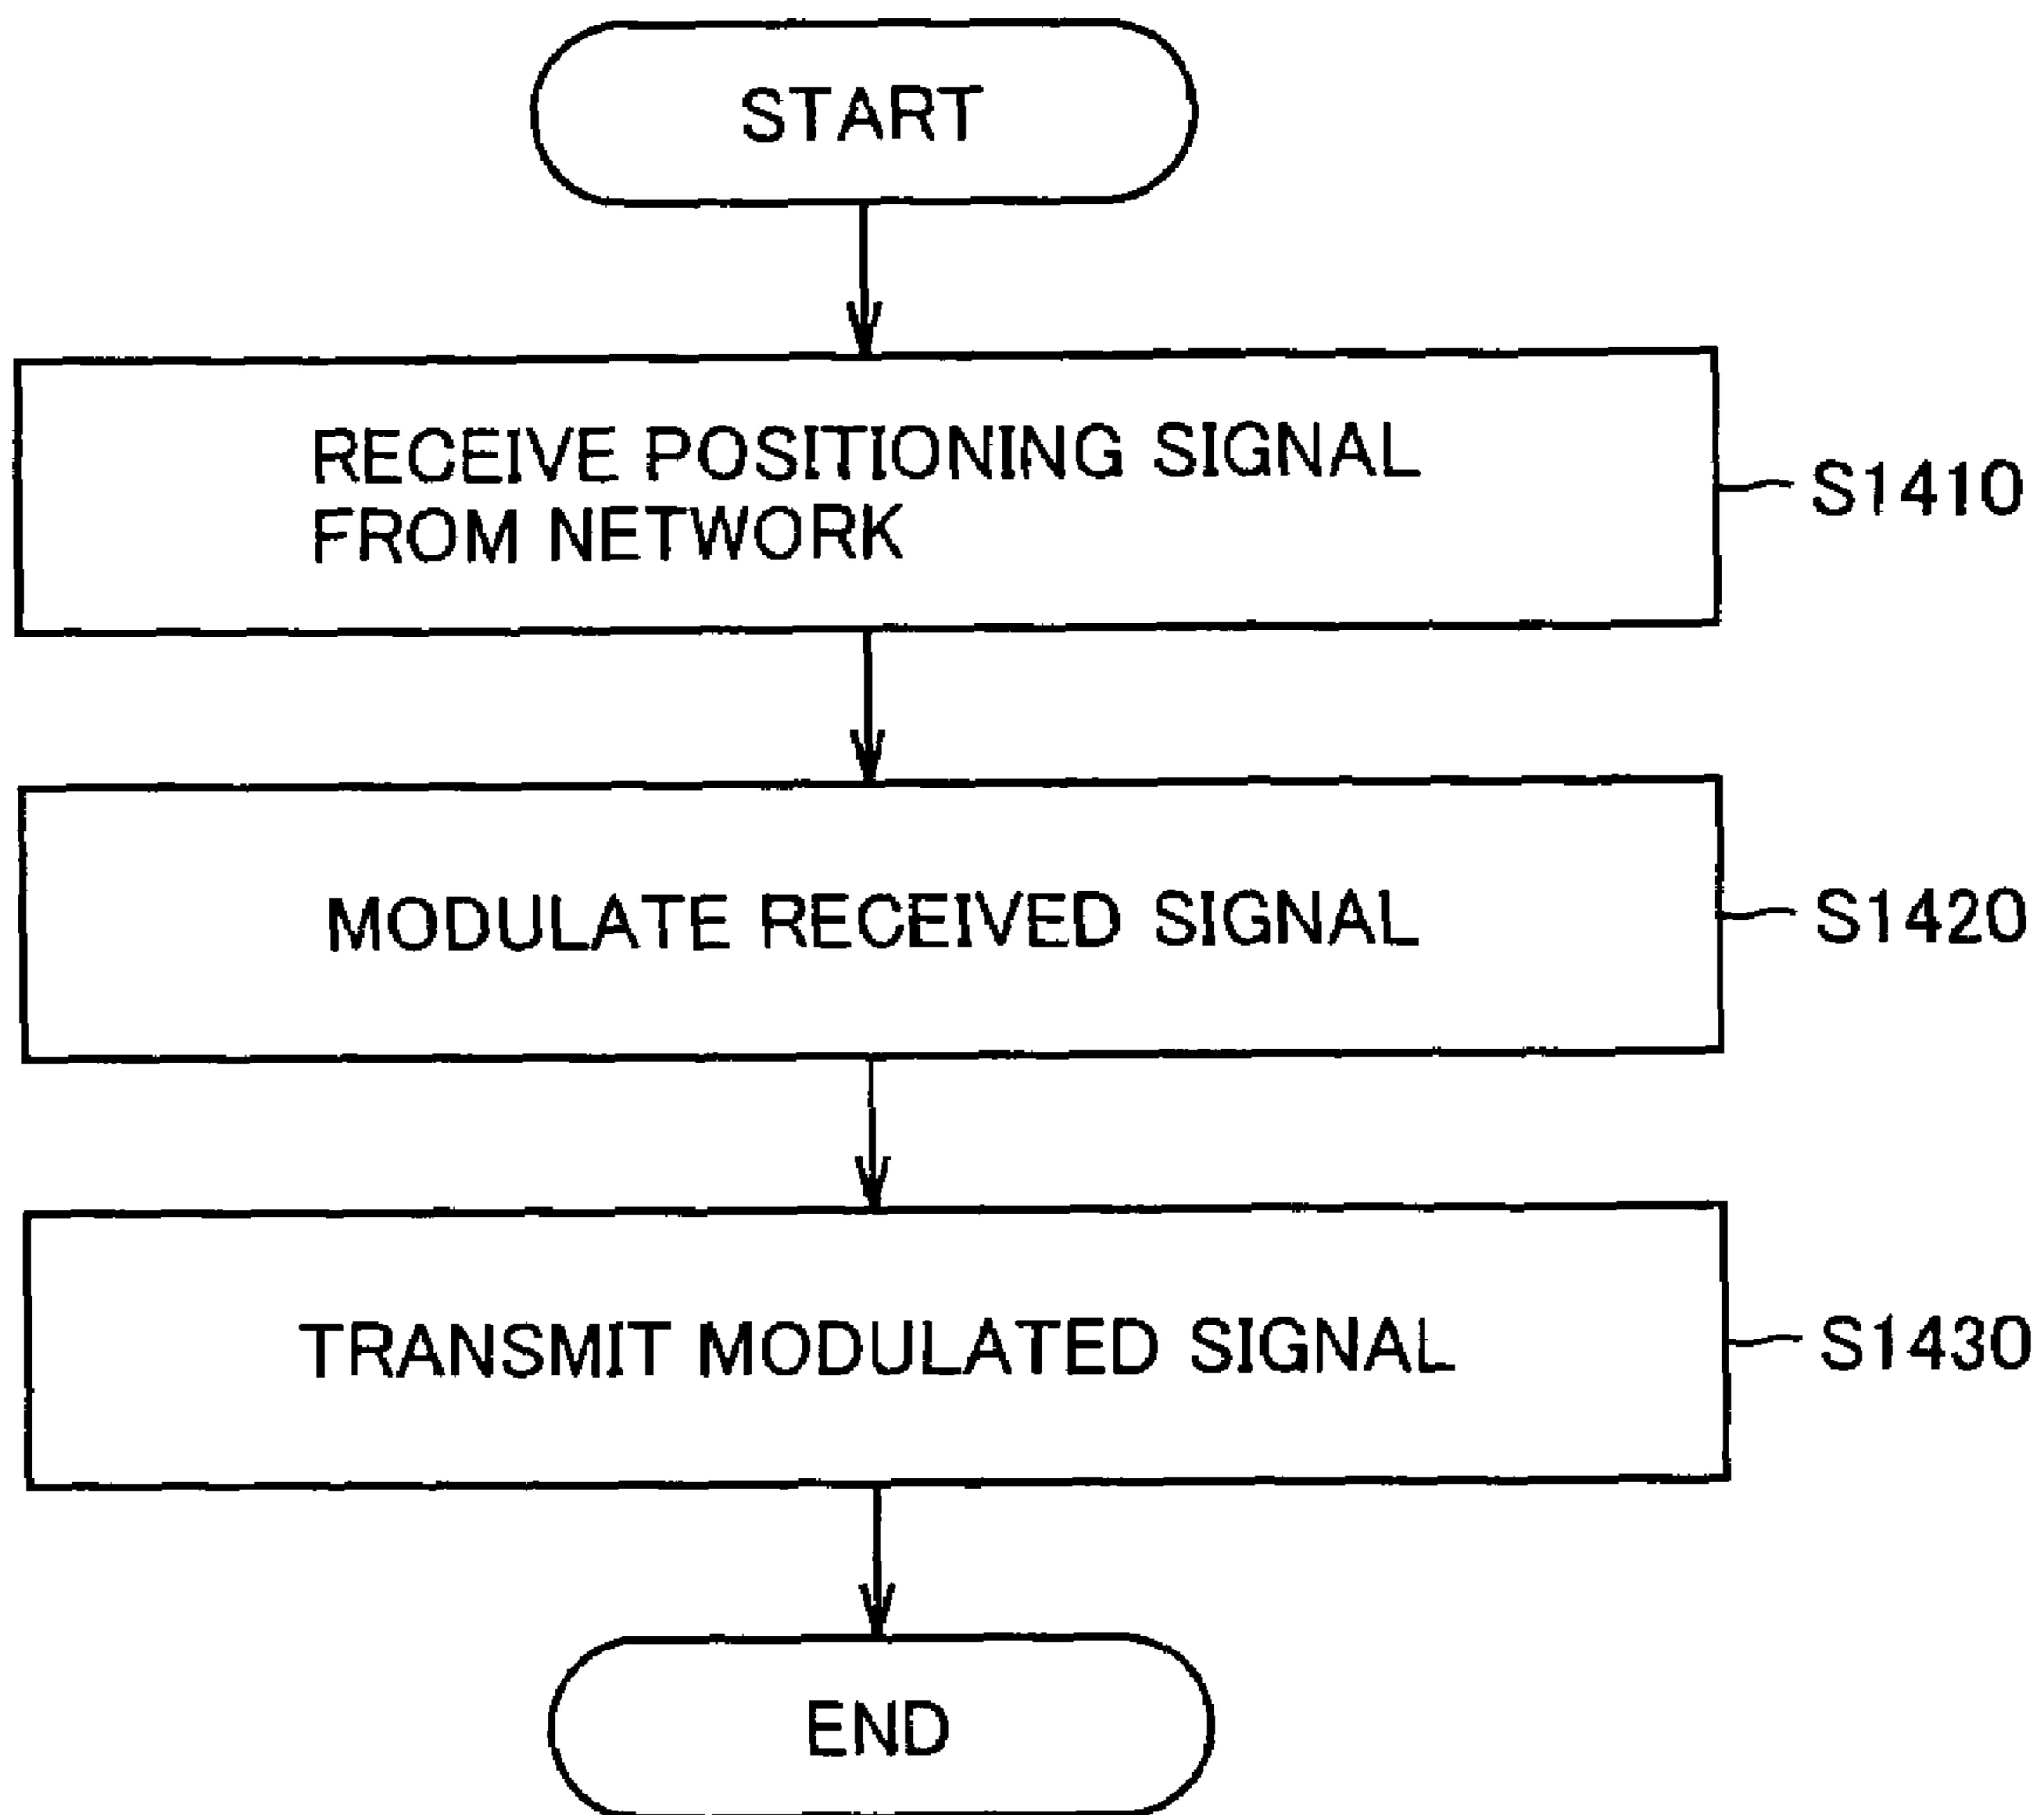 START
RECEIVE POSITIONING SIGNAL
FROM NETWORK
S1410
MODULATE RECEIVED SIGNAL
S1420
TRANSMIT MODULATED SIGNAL
S1430
END